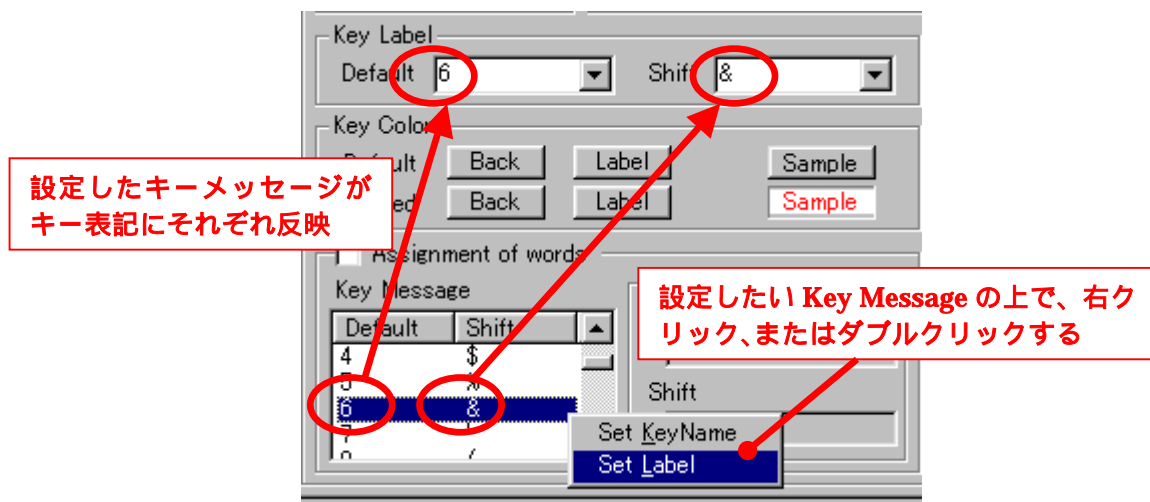 Key Label
Default 6 Shift &
Key Color
Default Back Label Sample
Back Label Sample
設定したキーメッセージが
キー表記にそれぞれ反映
Assignment of words
Key Message
設定したい Key Message の上で、右ク
リック、またはダブルクリックする
Default Shift
4 $
5 %
6 &
7 '
Shift
Set KeyName
Set Label